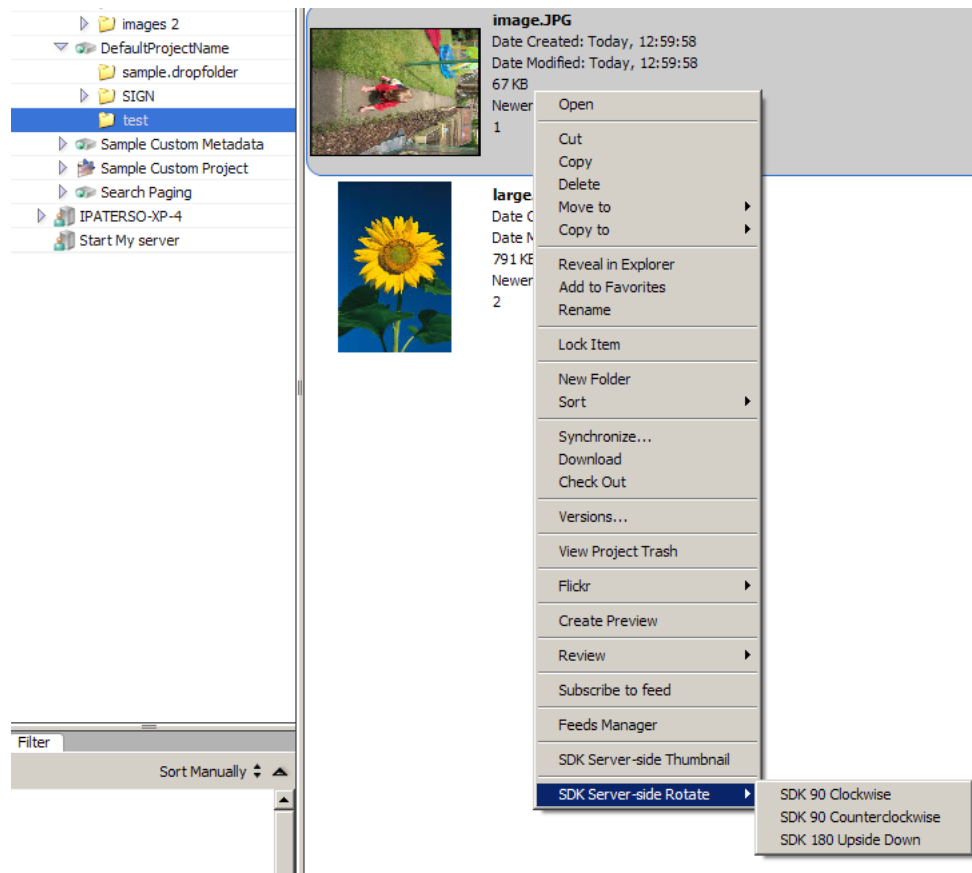 images 2
DefaultProjectName
sample.dropfolder
SIGN
test
Sample Custom Metadata
Sample Custom Project
Search Paging
IPATERSO-XP-4
Start My server
Filter
Sort Manually
image.JPG
Date Created: Today, 12:59:58
Date Modified: Today, 12:59:58
67 KB
Newer
1
large.
Date
Date
791 KB
Newer
2
Open
Cut
Copy
Delete
Move to
Copy to
Reveal in Explorer
Add to Favorites
Rename
Lock Item
New Folder
Sort
Synchronize...
Download
Check Out
Versions...
View Project Trash
Flickr
Create Preview
Review
Subscribe to feed
Feeds Manager
SDK Server-side Thumbnail
SDK Server-side Rotate
SDK 90 Clockwise
SDK 90 Counterclockwise
SDK 180 Upside Down